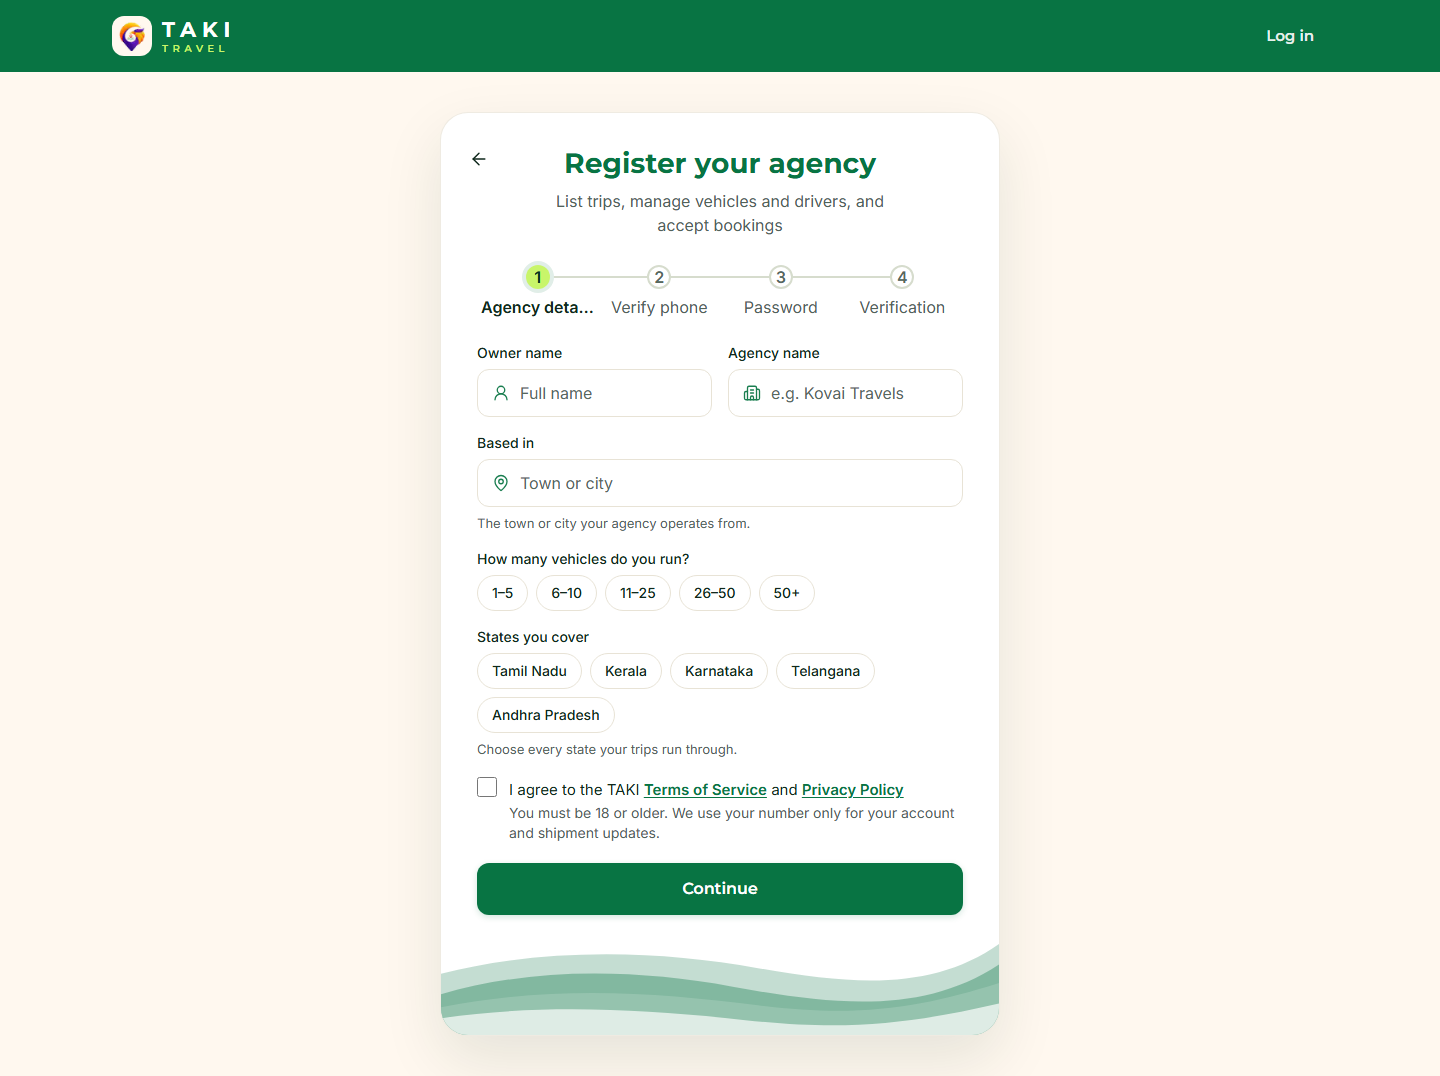 TAKI
TRAVEL
Log in
Register your agency
List trips, manage vehicles and drivers, and
accept bookings
1 2 3 4
Agency deta... Verify phone Password Verification
Owner name Agency name
Full name e.g. Kovai Travels
Based in
Town or city
The town or city your agency operates from.
How many vehicles do you run?
1–5 6–10 11–25 26–50 50+
States you cover
Tamil Nadu Kerala Karnataka Telangana
Andhra Pradesh
Choose every state your trips run through.
I agree to the TAKI Terms of Service and Privacy Policy
You must be 18 or older. We use your number only for your account
and shipment updates.
Continue